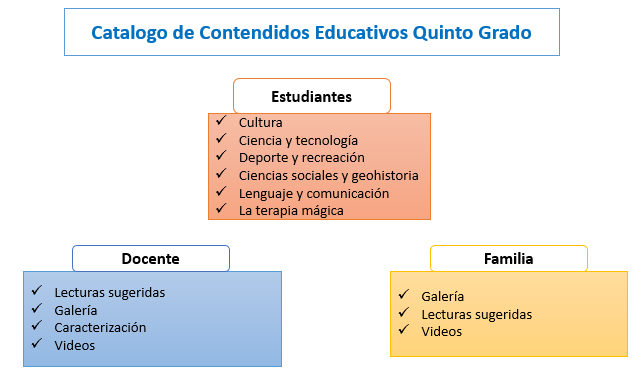 Catalogo de Contendidos Educativos Quinto Grado
Estudiantes
✓ Cultura
✓ Ciencia y tecnología
✓ Deporte y recreación
✓ Ciencias sociales y geohistoria
✓ Lenguaje y comunicación
✓ La terapia mágica
Docente
✓ Lecturas sugeridas
✓ Galería
✓ Caracterización
✓ Videos
Familia
✓ Galería
✓ Lecturas sugeridas
✓ Videos